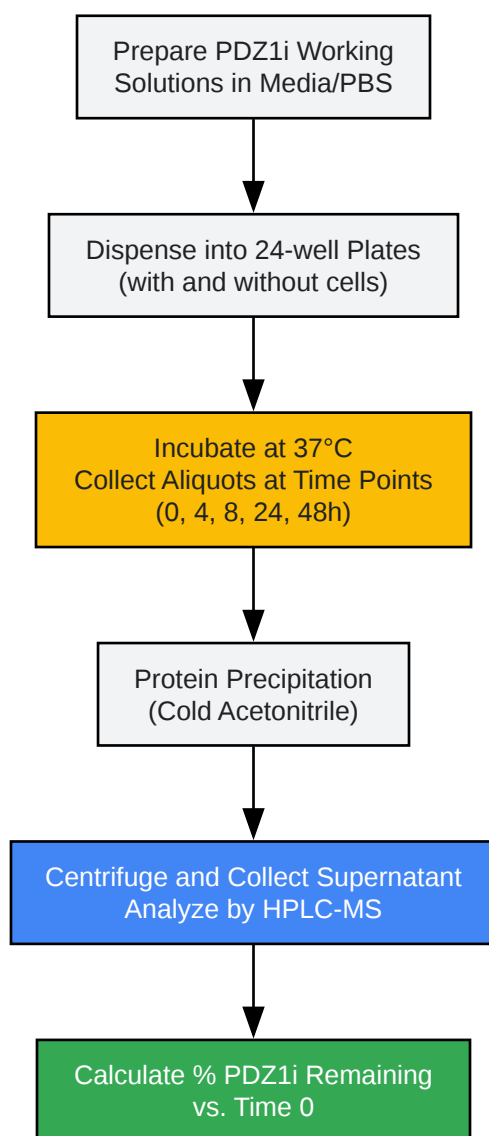 Prepare PDZ1i Working
Solutions in Media/PBS
Dispense into 24-well Plates
(with and without cells)
Incubate at 37°C
Collect Aliquots at Time Points
(0, 4, 8, 24, 48h)
Protein Precipitation
(Cold Acetonitrile)
Centrifuge and Collect Supernatant
Analyze by HPLC-MS
Calculate % PDZ1i Remaining
vs. Time 0